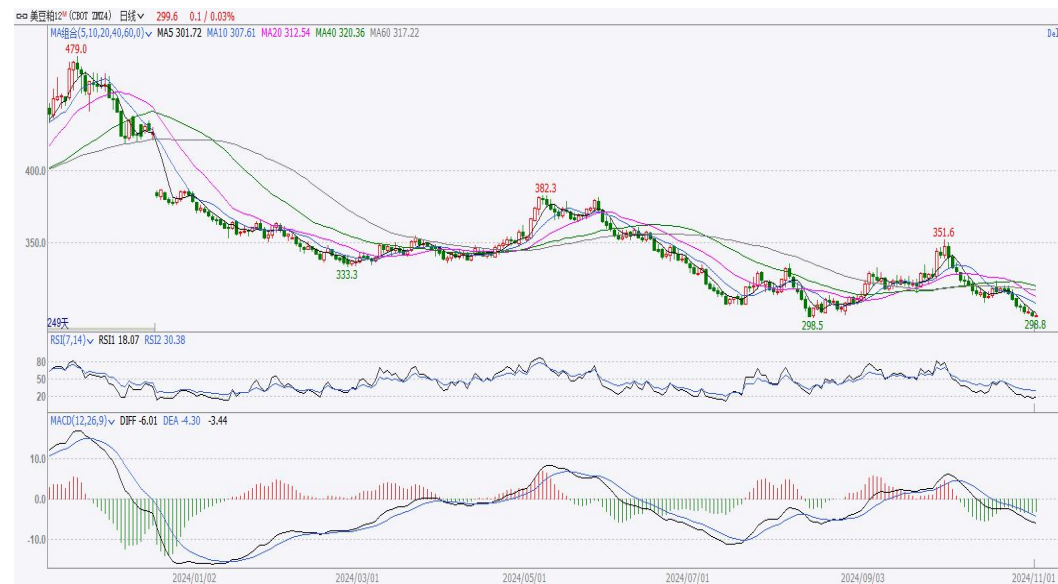 美豆粕12M(CBOT ZMZ4) 日线 299.6 0.1 / 0.03%
MA组合(5,10,20,40,60,0) MA5 301.72 MA10 307.61 MA20 312.54 MA40 320.36 MA60 317.22
479.0
400.0
382.3
350.0
351.6
333.3
249天
298.5
298.8
RSI(7,14) RSI1 18.07 RSI2 30.38
80
50
20
MACD(12,26,9) DIFF -6.01 DEA -4.30 -3.44
10.0
0.0
-10.0
2024/01/02 2024/03/01 2024/05/01 2024/07/01 2024/09/03 2024/11/01